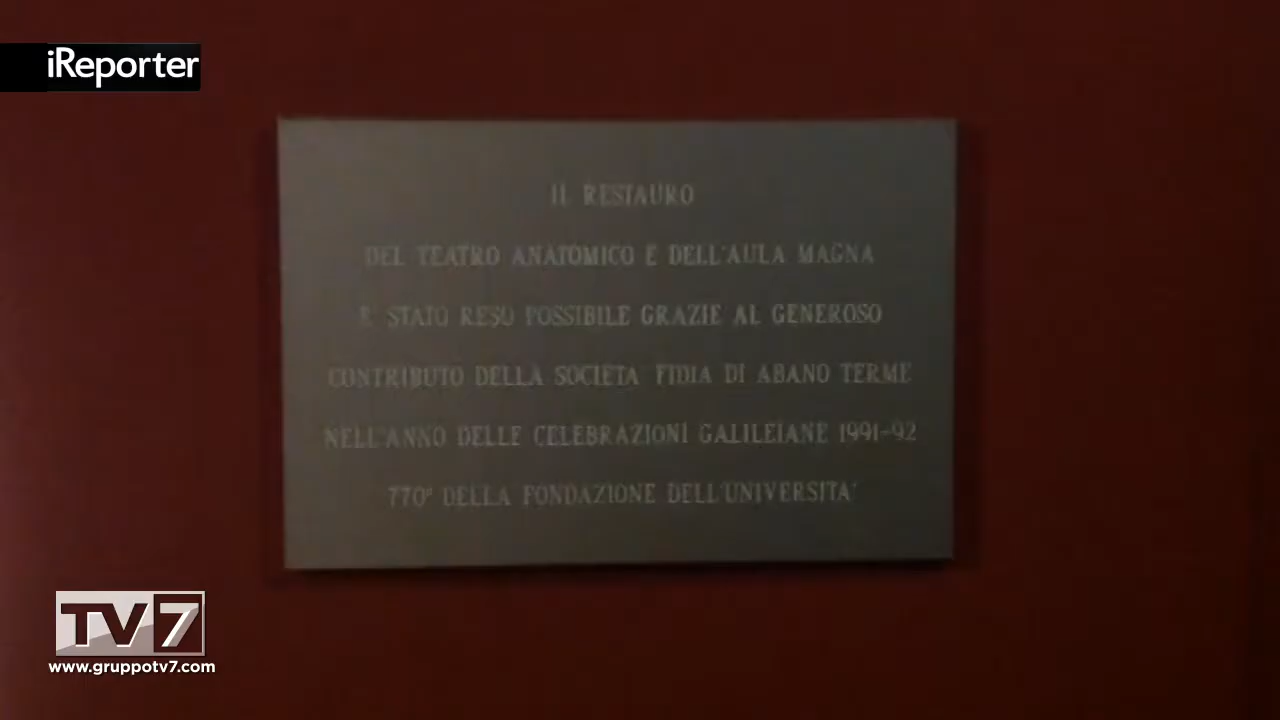 iReporter
IL RESTAURO
DEL TEATRO ANATOMICO E DELL'AULA MAGNA
E' STATO RESO POSSIBILE GRAZIE AL GENEROSO
CONTRIBUTO DELLA SOCIETA' FIDIA DI ABANO TERME
NELL'ANNO DELLE CELEBRAZIONI GALILEIANE 1991-92
770° DELLA FONDAZIONE DELL'UNIVERSITA'
TV7
www.gruppotv7.com